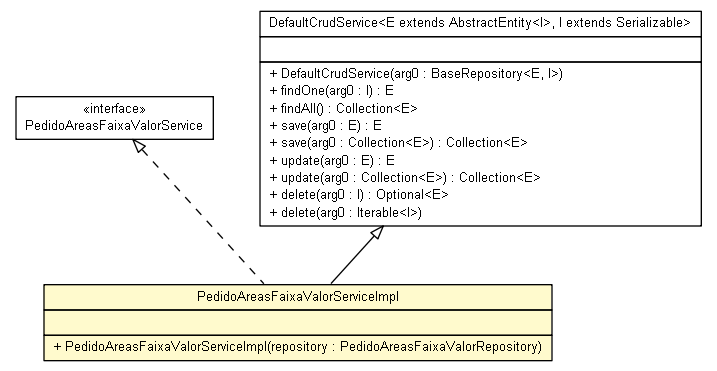 DefaultCrudService<E extends AbstractEntity<I>, I extends Serializable>
+ DefaultCrudService(arg0 : BaseRepository<E, I>)
+ findOne(arg0 : I) : E
+ findAll() : Collection<E>
+ save(arg0 : E) : E
+ save(arg0 : Collection<E>) : Collection<E>
+ update(arg0 : E) : E
+ update(arg0 : Collection<E>) : Collection<E>
+ delete(arg0 : I) : Optional<E>
+ delete(arg0 : Iterable<I>)
«interface»
PedidoAreasFaixaValorService
PedidoAreasFaixaValorServiceImpl
+ PedidoAreasFaixaValorServiceImpl(repository : PedidoAreasFaixaValorRepository)